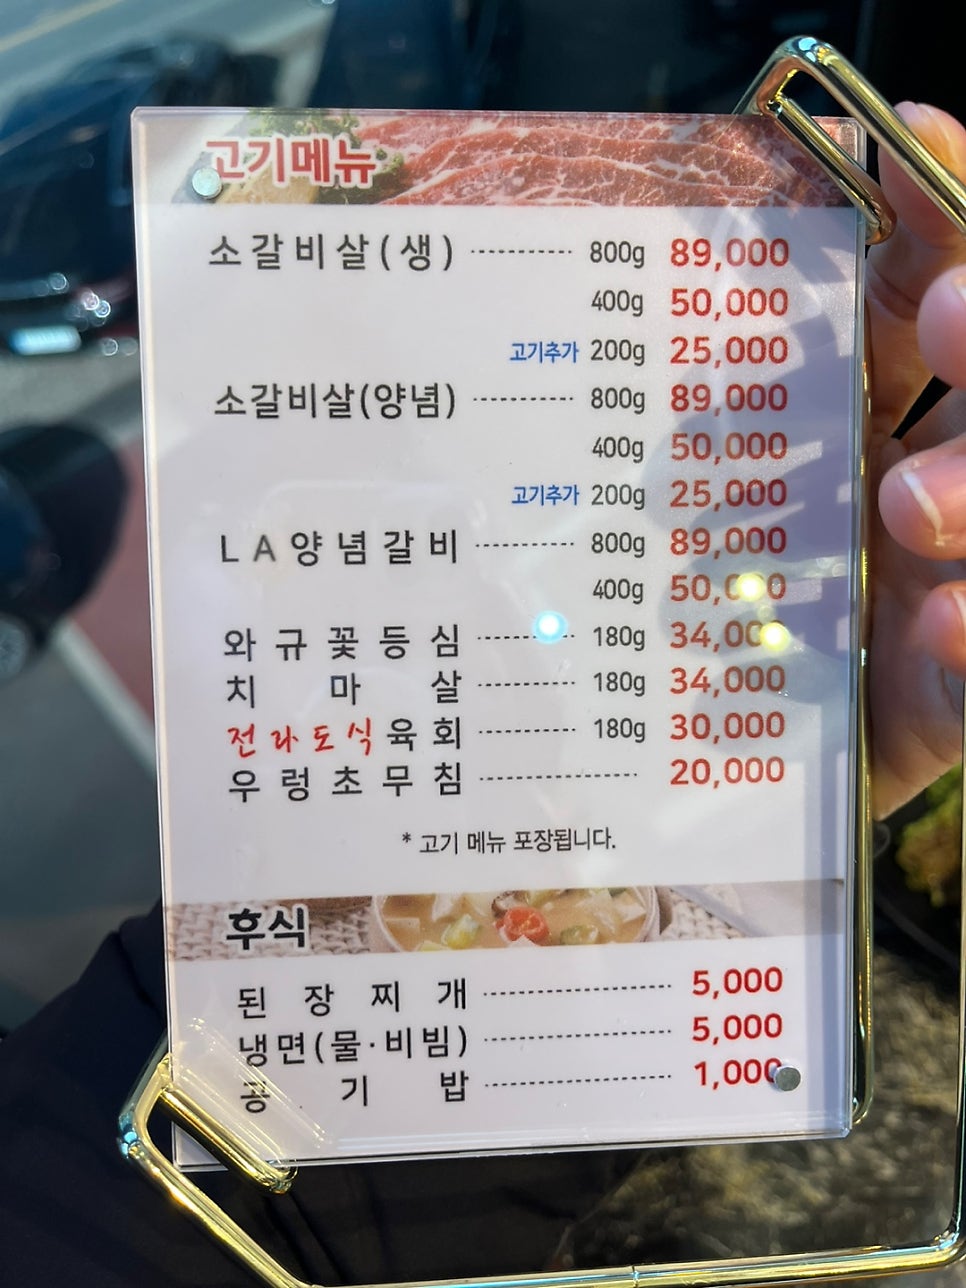 고기메뉴
소갈비살(생) 800g 89,000
400g 50,000
고기추가 200g 25,000
소갈비살(양념) 800g 89,000
400g 50,000
고기추가 200g 25,000
LA양념갈비 800g 89,000
400g 50,000
와규꽃등심 180g 34,000
치마살 180g 34,000
전라도식육회 180g 30,000
우렁초무침 20,000
* 고기 메뉴 포장됩니다.
후식
된장찌개 5,000
냉면(물·비빔) 5,000
공기밥 1,000